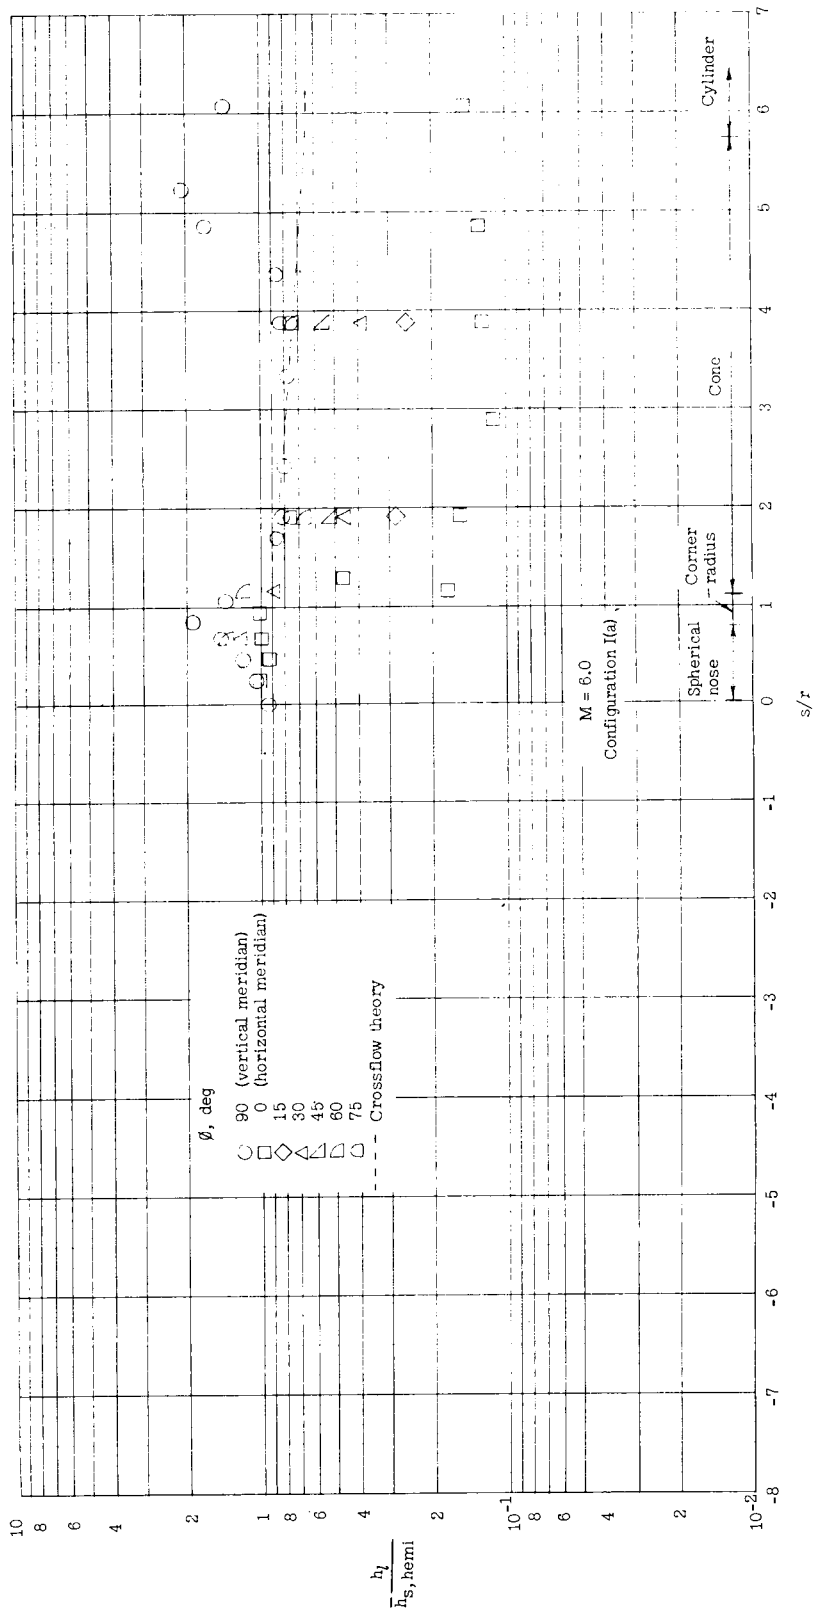 10
8
6
4
2
1
8
6
4
2
10-1
8
6
4
2
10-2
hl
hs,hemi
Ø, deg
90 (vertical meridian)
0 (horizontal meridian)
15
30
45
60
75
Crossflow theory
M = 6.0
Configuration I(a)
Spherical
nose
Corner
radius
Cone
Cylinder
-8 -7 -6 -5 -4 -3 -2 -1 0 1 2 3 4 5 6 7
s/r